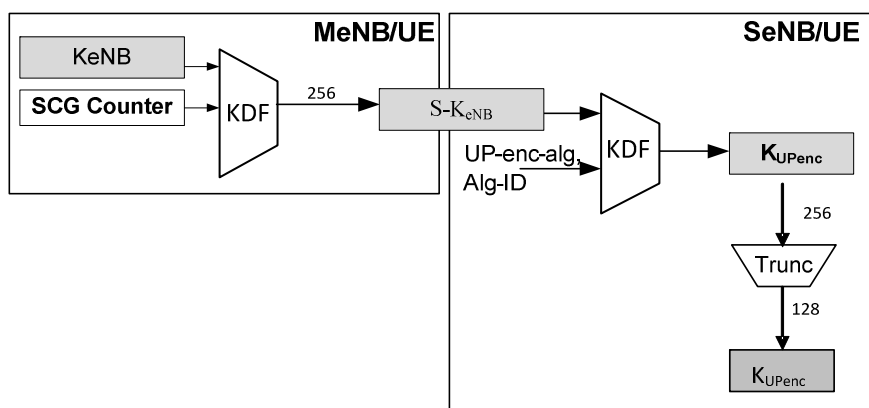 MeNB/UE
KeNB
SCG Counter
KDF
256
S-KeNB
SeNB/UE
UP-enc-alg,
Alg-ID
KDF
KUPenc
256
Trunc
128
KUPenc